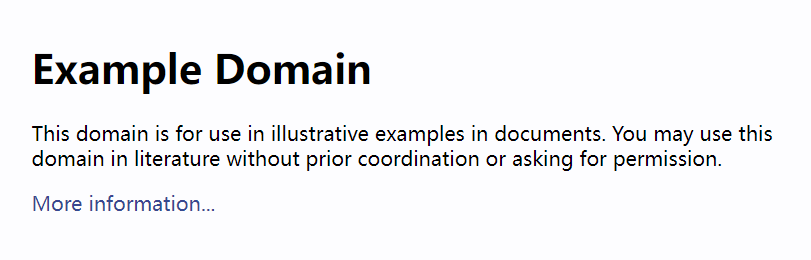 Example Domain
This domain is for use in illustrative examples in documents. You may use this
domain in literature without prior coordination or asking for permission.
More information...